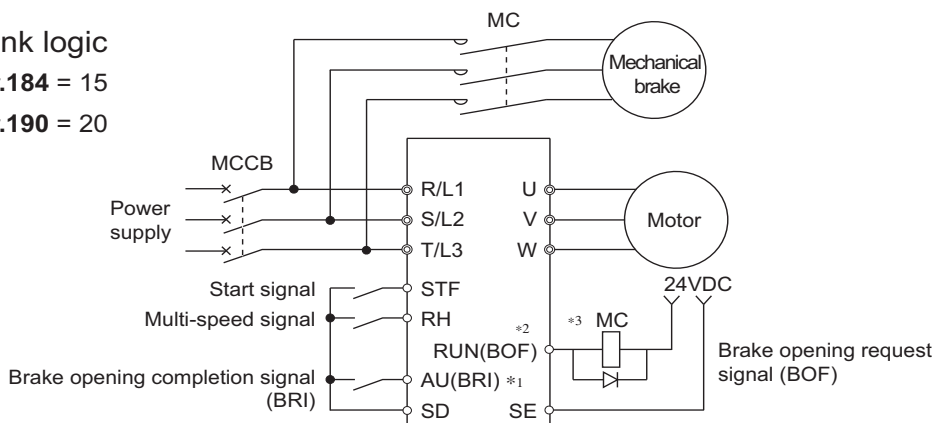 MC
nk logic
.184 = 15
.190 = 20
Mechanical
brake
MCCB
Power
supply
R/L1
S/L2
T/L3
U
V
W
Motor
24VDC
Start signal
STF
Multi-speed signal
RH
*2
*3
MC
RUN(BOF)
Brake opening request
signal (BOF)
Brake opening completion signal
(BRI)
AU(BRI) *1
SD
SE